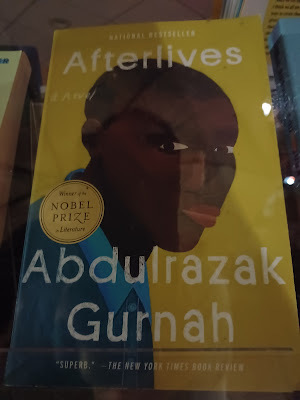 NATIONAL BESTSELLER
Afterlives
a novel
Winner of the
NOBEL
PRIZE
in Literature
Abdulrazak
Gurnah
"SUPERB." —THE NEW YORK TIMES BOOK REVIEW